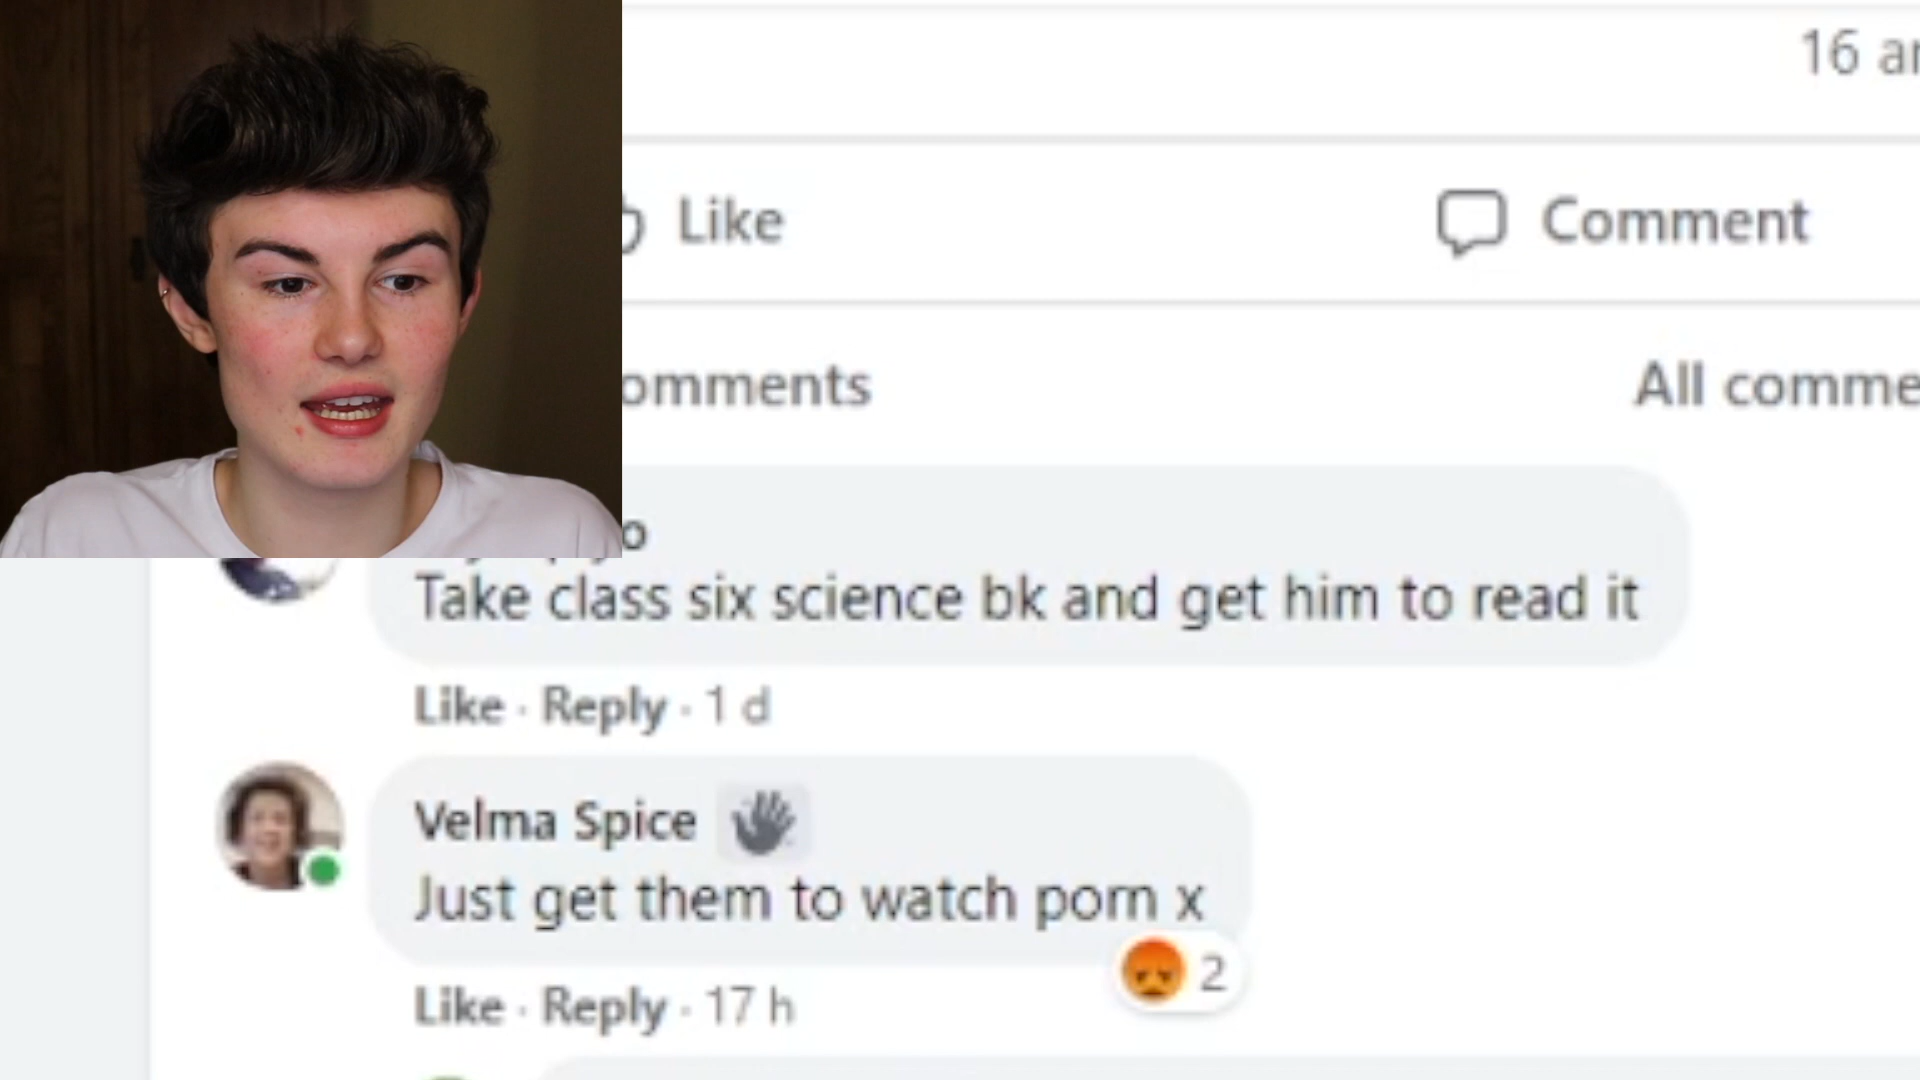 16
Like
Comment
omments
All comme
Take class six science bk and get him to read it
Like · Reply · 1 d
Velma Spice
Just get them to watch porn x
2
Like · Reply · 17 h